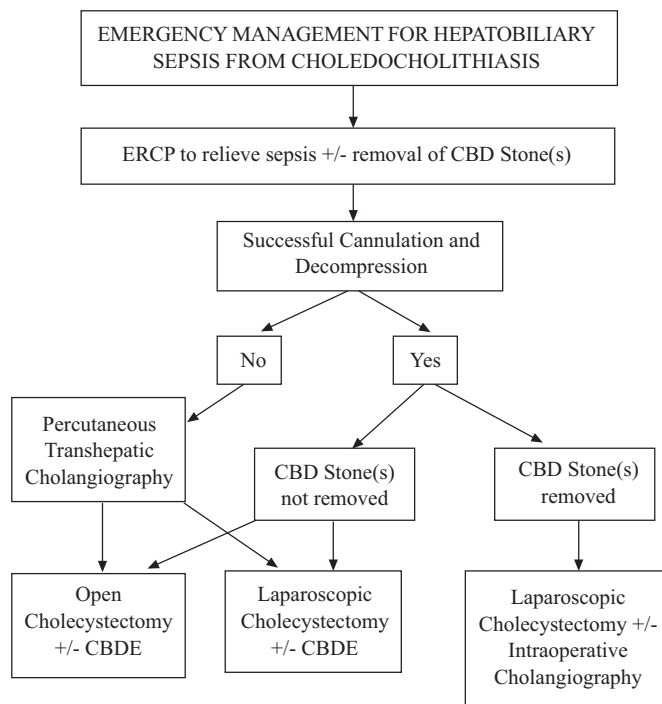 EMERGENCY MANAGEMENT FOR HEPATOBILIARY
SEPSIS FROM CHOLEDOCHOLITHIASIS
ERCP to relieve sepsis +/- removal of CBD Stone(s)
Successful Cannulation and
Decompression
No
Yes
Percutaneous
Transhepatic
Cholangiography
CBD Stone(s)
not removed
CBD Stone(s)
removed
Open
Cholecystectomy
+/- CBDE
Laparoscopic
Cholecystectomy
+/- CBDE
Laparoscopic
Cholecystectomy +/-
Intraoperative
Cholangiography